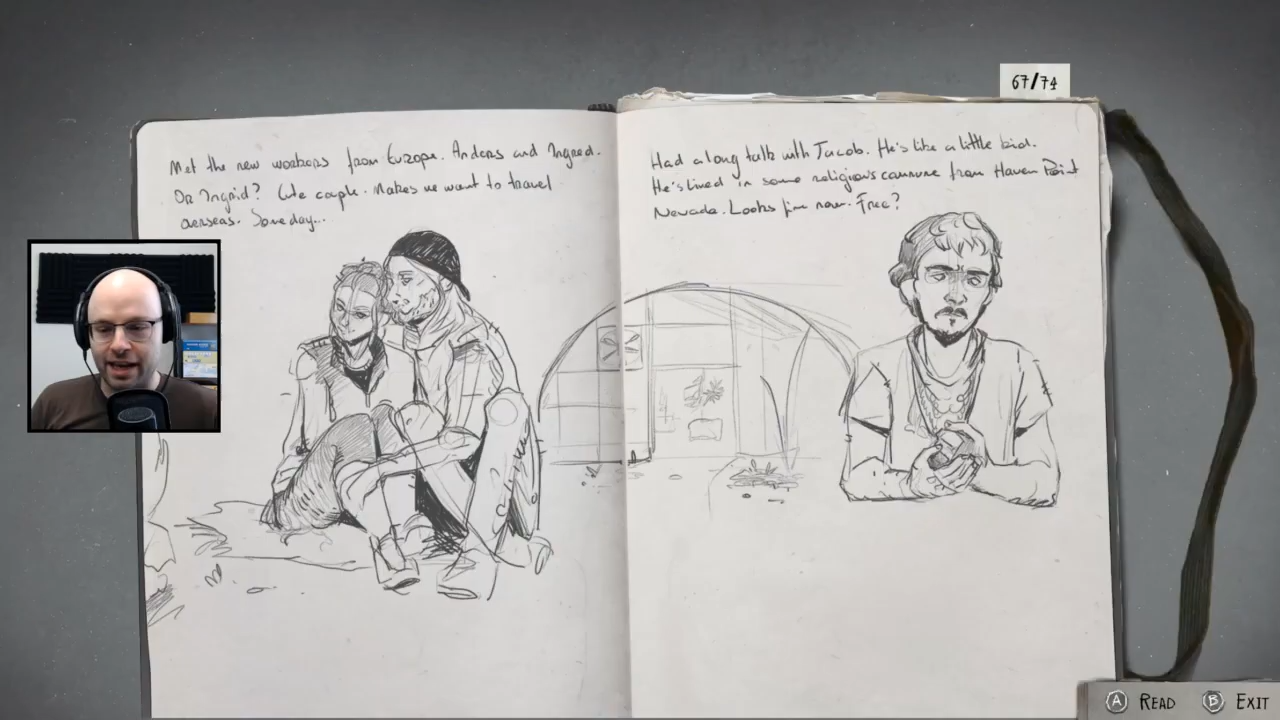 67/74
Met the new workers from Europe. Anders and Ingred.
Or Ingrid? Cute couple. Makes me want to travel
overseas. Someday...
Had a long talk with Jacob. He's like a little bird.
He's lived in some religious commune from Haven Point
Nevada. Looks fine now. Free?
A READ B EXIT